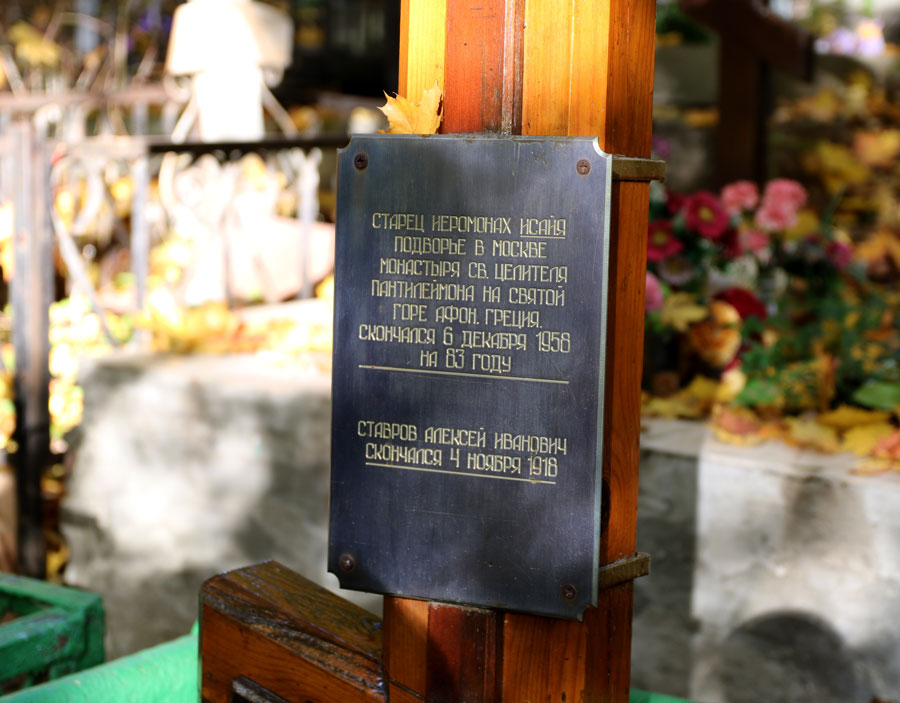 СТАРЕЦ ИЕРОМОНАХ ИСАЙЯ
ПОДВОРЬЕ В МОСКВЕ
МОНАСТЫРЯ СВ. ЦЕЛИТЕЛЯ
ПАНТИЛЕЙМОНА НА СВЯТОЙ
ГОРЕ АФОН. ГРЕЦИЯ.
СКОНЧАЛСЯ 6 ДЕКАБРЯ 1958
НА 83 ГОДУ
СТАВРОВ АЛЕКСЕЙ ИВАНОВИЧ
СКОНЧАЛСЯ 4 НОЯБРЯ 1918